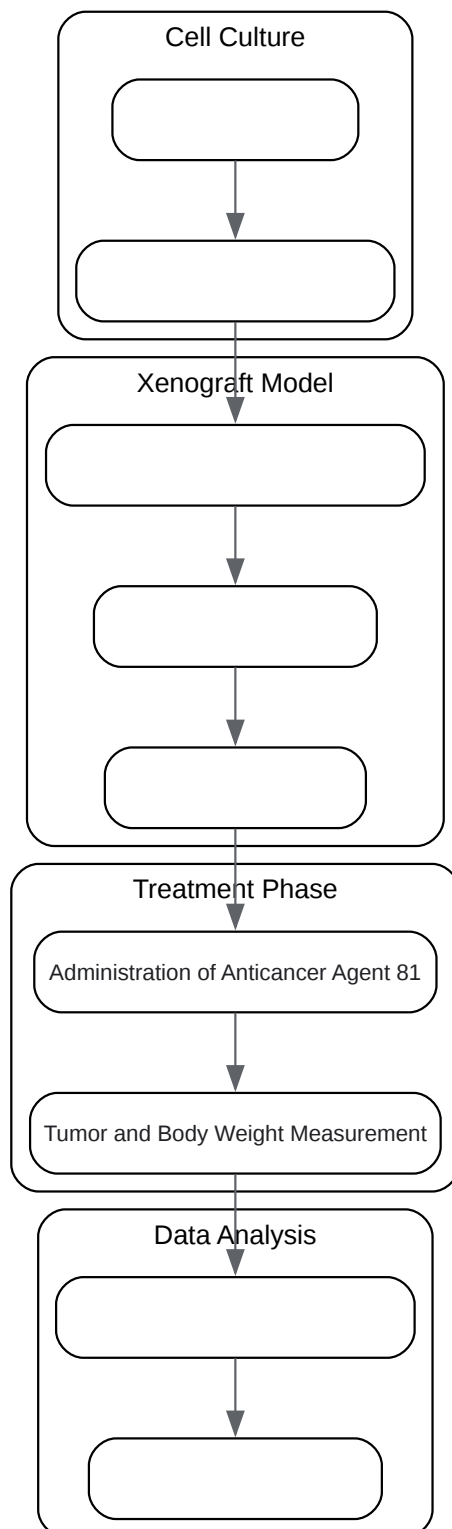 Cell Culture
Xenograft Model
Treatment Phase
Administration of Anticancer Agent 81
Tumor and Body Weight Measurement
Data Analysis